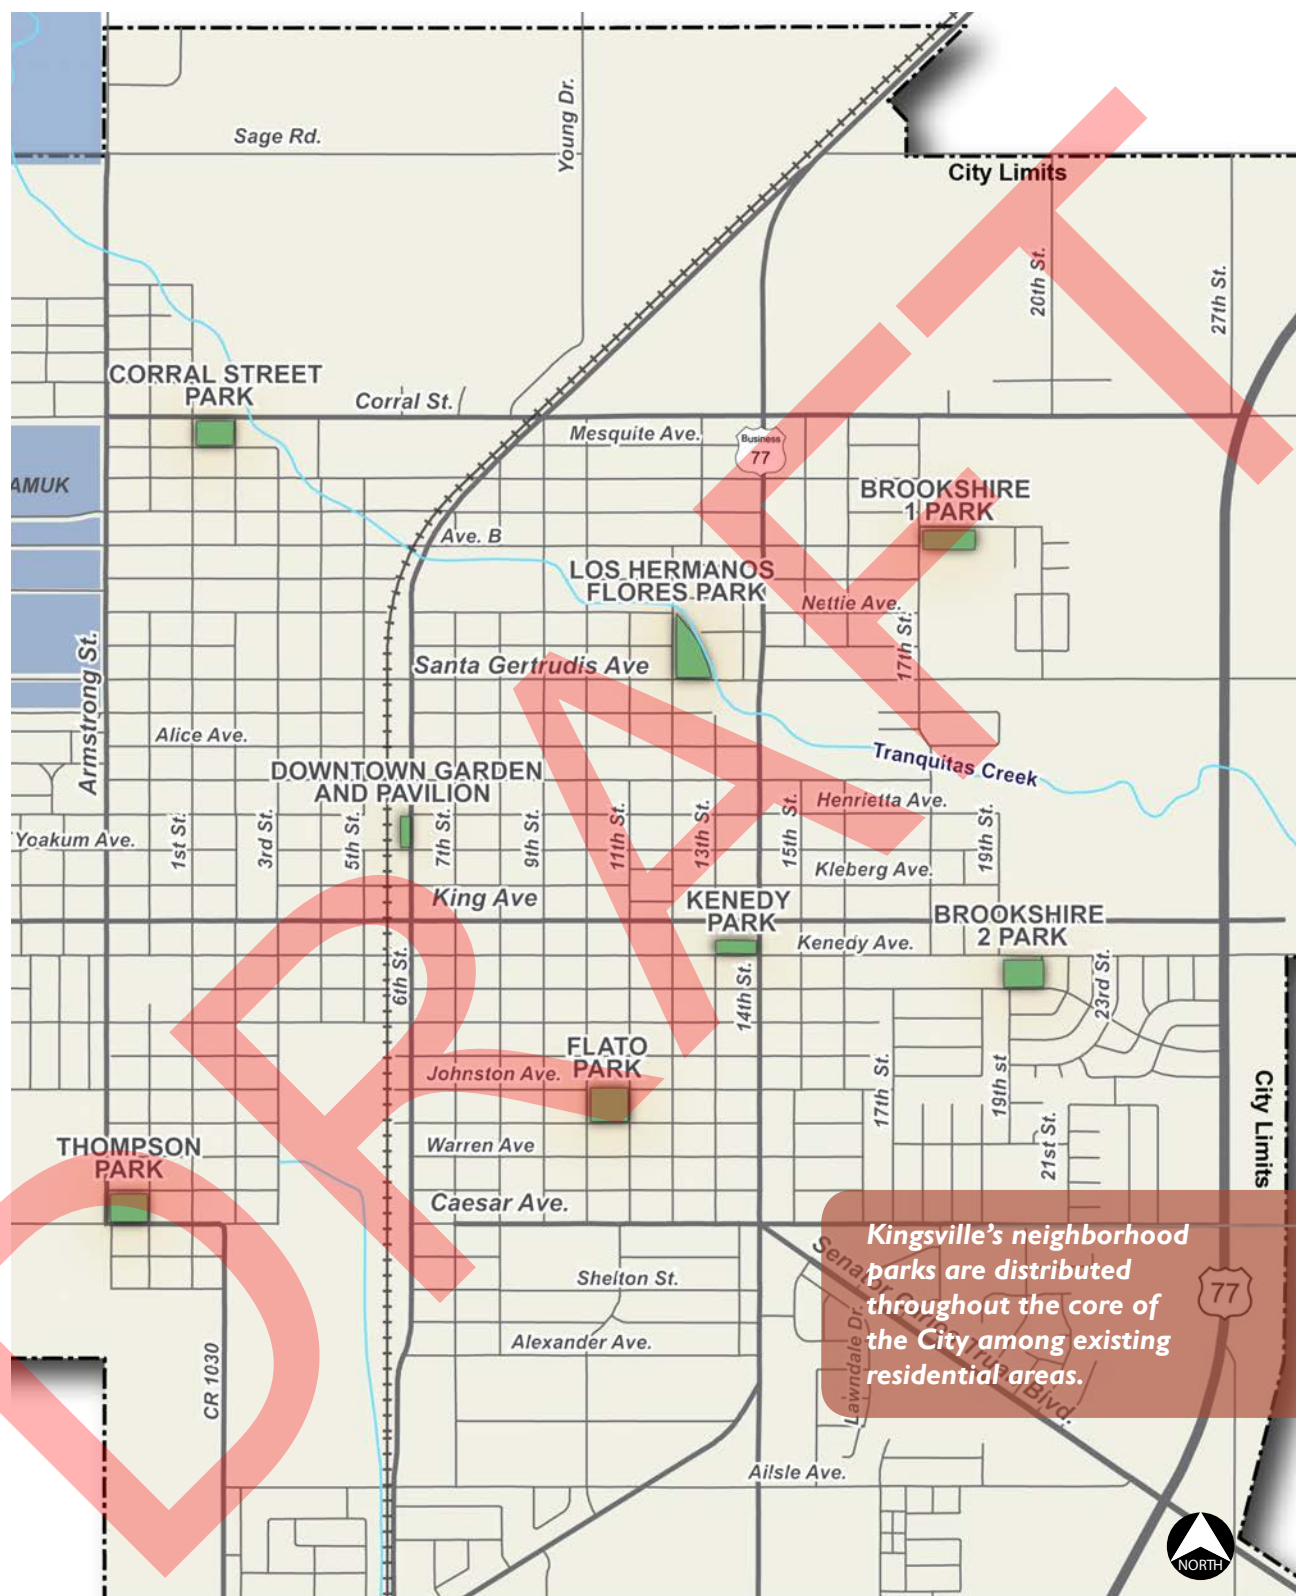 Sage Rd.
Young Dr.
City Limits
20th St.
27th St.
CORRAL STREET
PARK
Corral St.
Mesquite Ave.
Business
77
AMUK
BROOKSHIRE
1 PARK
Ave. B
LOS HERMANOS
FLORES PARK
Nettie Ave.
17th St.
Armstrong St.
Santa Gertrudis Ave
Alice Ave.
Tranquitas Creek
DOWNTOWN GARDEN
AND PAVILION
Henrietta Ave.
Yoakum Ave.
1st St.
3rd St.
5th St.
7th St.
9th St.
11th St.
13th St.
15th St.
19th St.
Kleberg Ave.
King Ave
KENEDY
PARK
BROOKSHIRE
2 PARK
Kenedy Ave.
6th St.
14th St.
23rd St.
FLATO
PARK
Johnston Ave.
17th St.
19th st
City Limits
THOMPSON
PARK
Warren Ave
21st St.
Caesar Ave.
Kingsville's neighborhood
parks are distributed
throughout the core of
the City among existing
residential areas.
Senator Carlos Truan Blvd.
77
Shelton St.
Alexander Ave.
Lawndale Dr.
CR 1030
Ailsle Ave.
NORTH
DRAFT